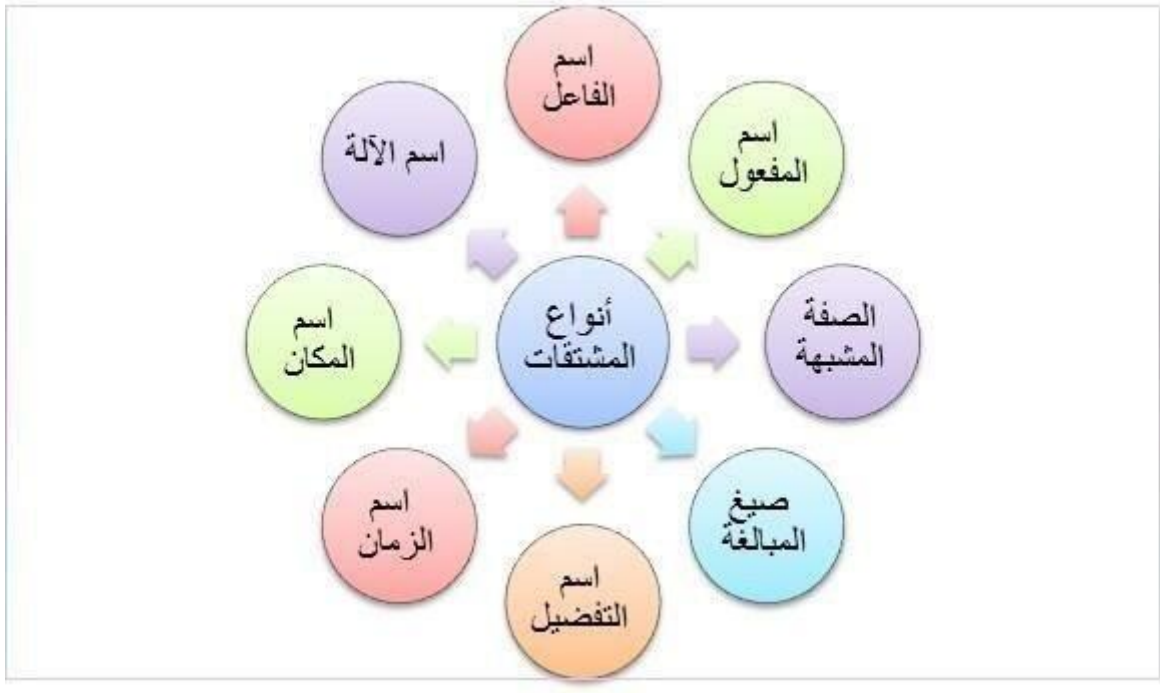 أنواع
المشتقات
اسم
الفاعل
اسم
المفعول
الصفة
المشبهة
صيغ
المبالغة
اسم
التفضيل
اسم
الزمان
اسم
المكان
اسم الآلة